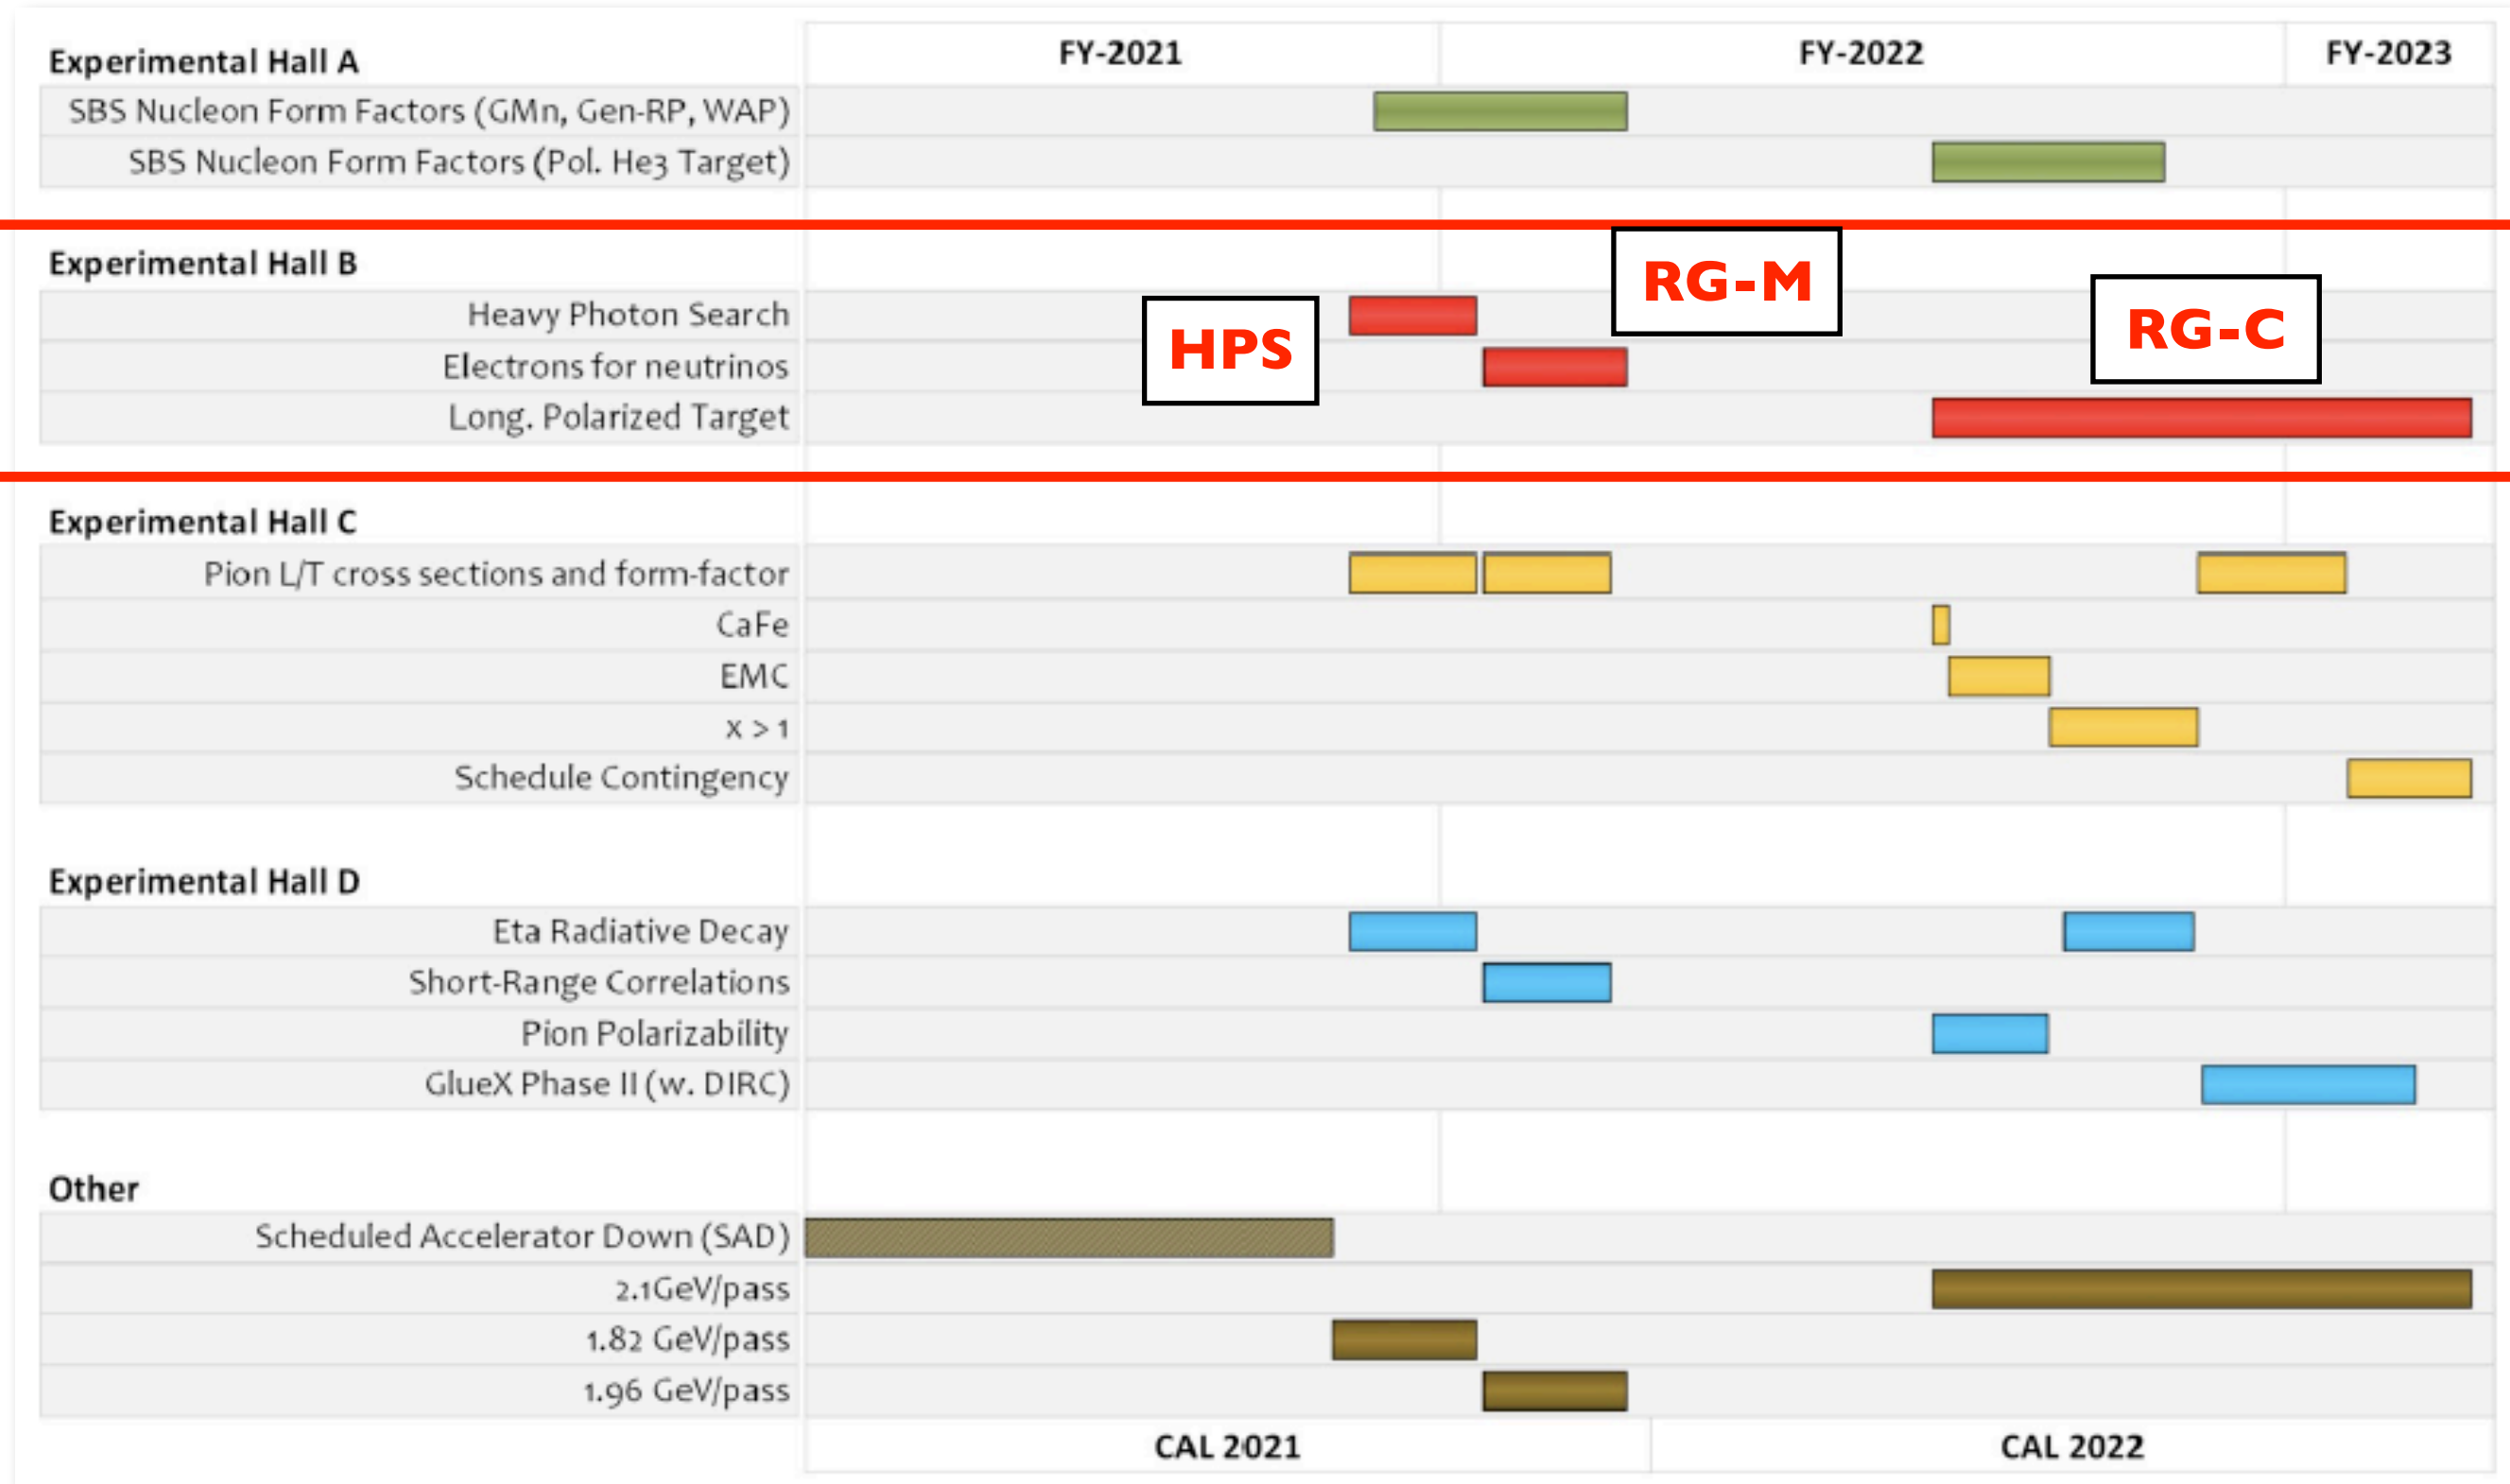 FY-2021 FY-2022 FY-2023
Experimental Hall A
SBS Nucleon Form Factors (GMn, Gen-RP, WAP)
SBS Nucleon Form Factors (Pol. He3 Target)
Experimental Hall B
RG-M
Heavy Photon Search
HPS
RG-C
Electrons for neutrinos
Long. Polarized Target
Experimental Hall C
Pion L/T cross sections and form-factor
CaFe
EMC
x > 1
Schedule Contingency
Experimental Hall D
Eta Radiative Decay
Short-Range Correlations
Pion Polarizability
GlueX Phase II (w. DIRC)
Other
Scheduled Accelerator Down (SAD)
2.1GeV/pass
1.82 GeV/pass
1.96 GeV/pass
CAL 2021 CAL 2022